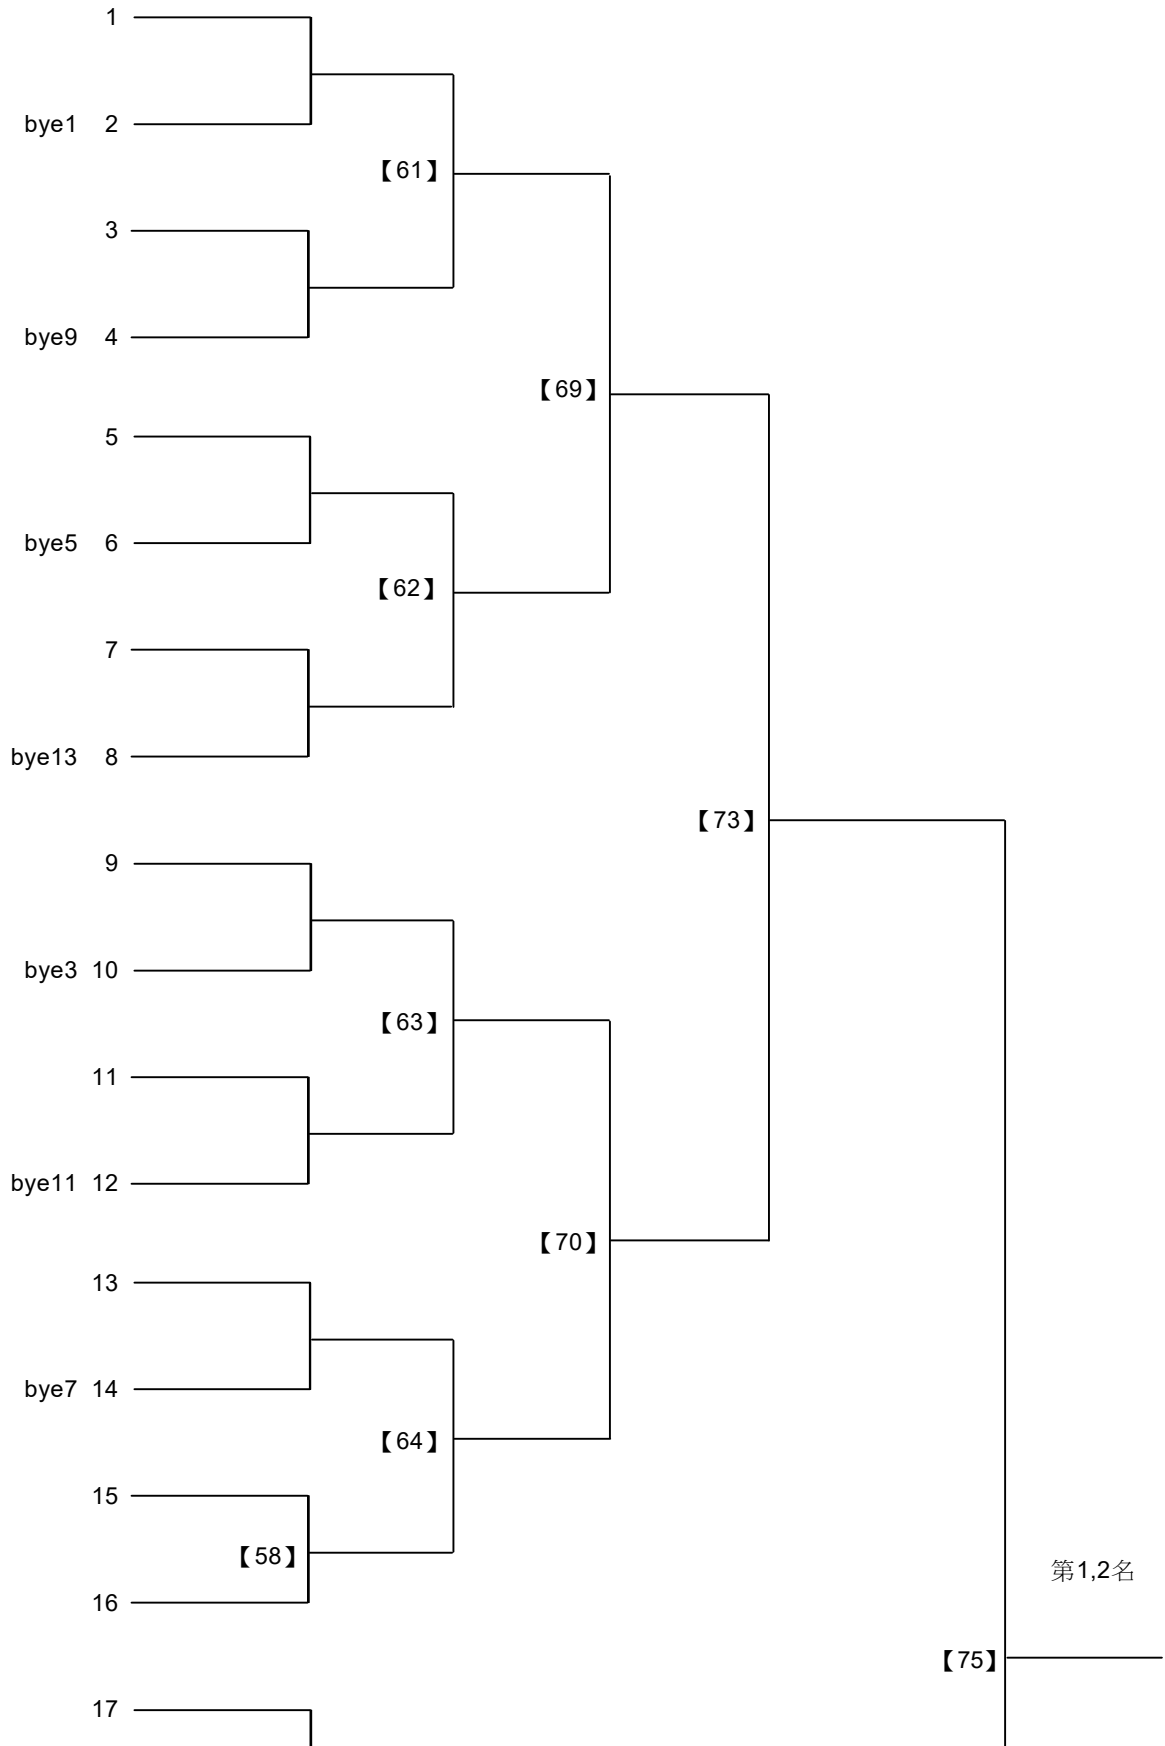 1
bye1 2
【61】
3
bye9 4
【69】
5
bye5 6
【62】
7
bye13 8
【73】
9
bye3 10
【63】
11
bye11 12
【70】
13
bye7 14
【64】
15
【58】
第1,2名
16
【75】
17